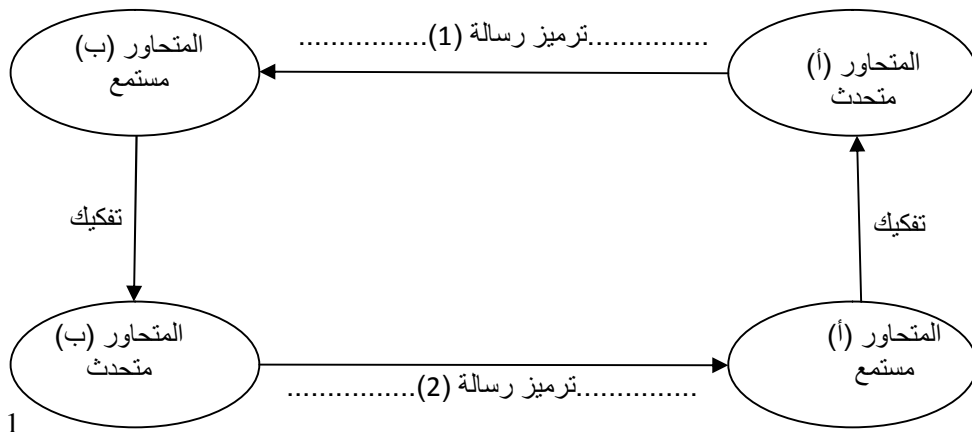 ...............ترميز رسالة (1)................
المتحاور (أ)
متحدث
المتحاور (ب)
مستمع
تفكيك
تفكيك
المتحاور (أ)
مستمع
المتحاور (ب)
متحدث
...............ترميز رسالة (2)................
1